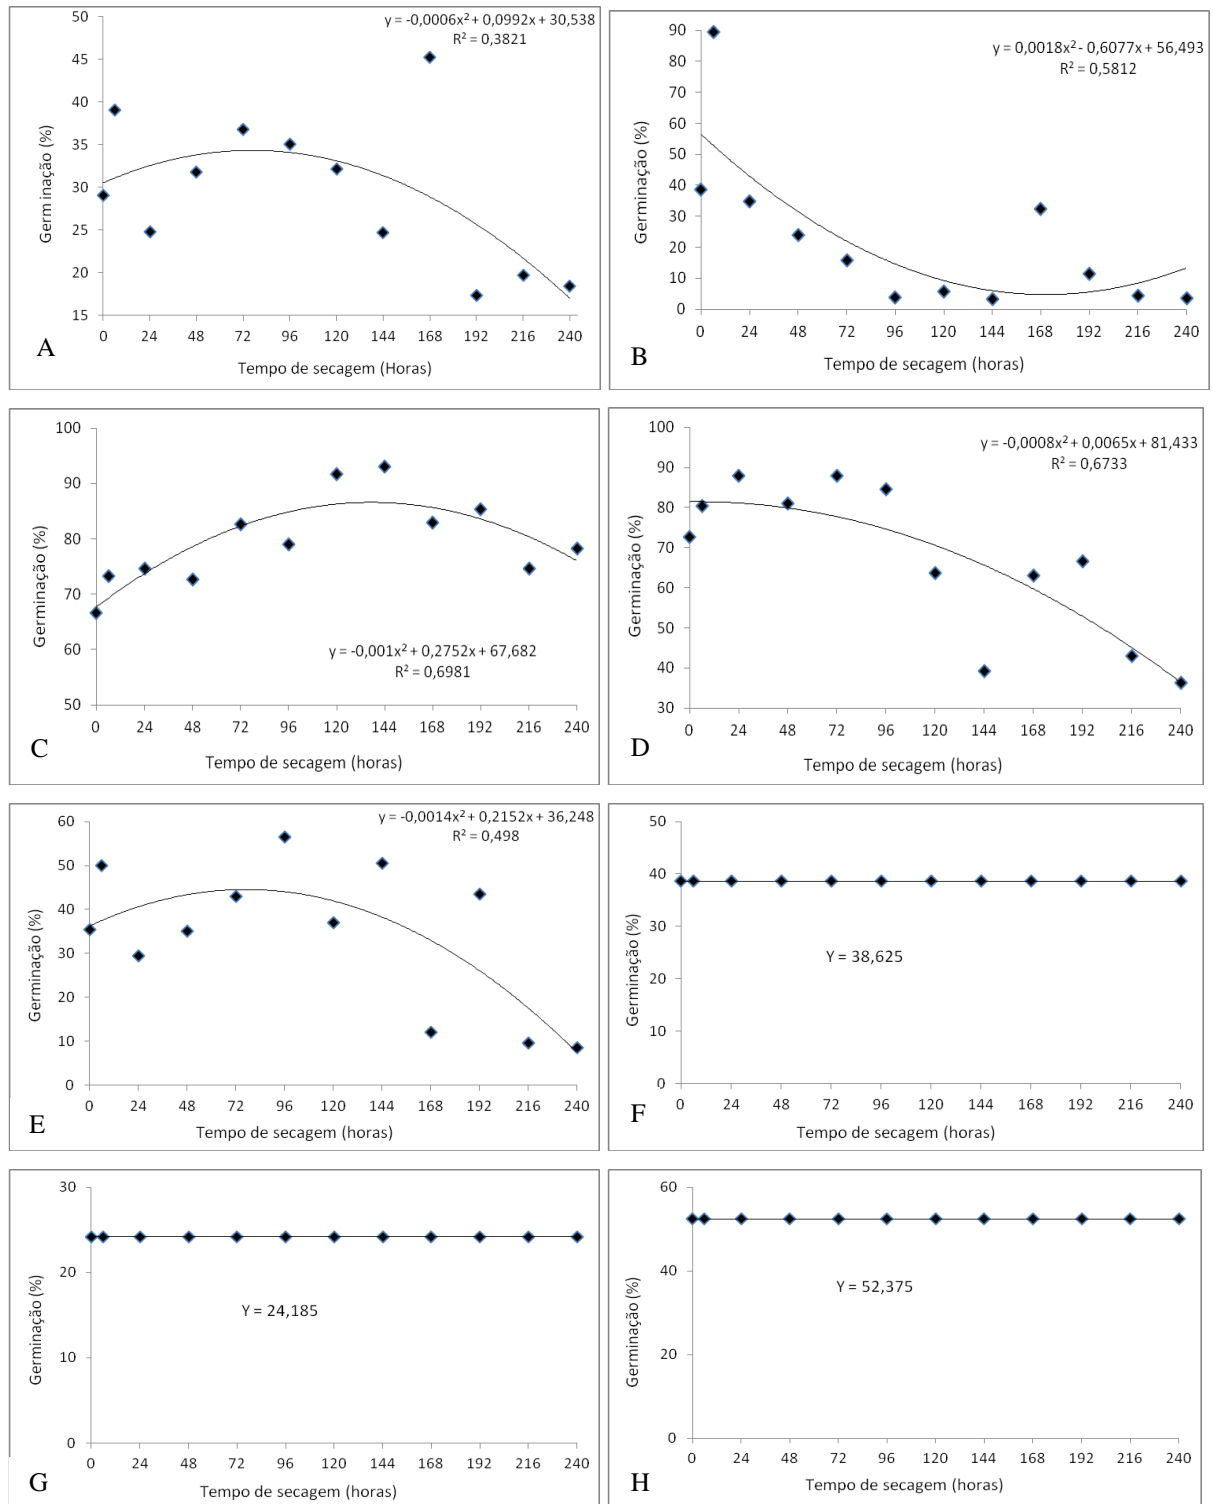 y = -0,0006x² + 0,0992x + 30,538
R² = 0,3821
50
45
40
35
30
25
20
15
Germinação (%)
0 24 48 72 96 120 144 168 192 216 240
Tempo de secagem (Horas)
A
y = 0,0018x² - 0,6077x + 56,493
R² = 0,5812
90
80
70
60
50
40
30
20
10
0
Germinação (%)
0 24 48 72 96 120 144 168 192 216 240
Tempo de secagem (horas)
B
100
90
80
70
60
50
Germinação (%)
y = -0,001x² + 0,2752x + 67,682
R² = 0,6981
0 24 48 72 96 120 144 168 192 216 240
Tempo de secagem (horas)
C
y = -0,0008x² + 0,0065x + 81,433
R² = 0,6733
100
90
80
70
60
50
40
30
Germinação (%)
0 24 48 72 96 120 144 168 192 216 240
Tempo de secagem (horas)
D
y = -0,0014x² + 0,2152x + 36,248
R² = 0,498
60
50
40
30
20
10
0
Germinação (%)
0 24 48 72 96 120 144 168 192 216 240
Tempo de secagem (horas)
E
50
40
30
20
10
0
Germinação (%)
Y = 38,625
0 24 48 72 96 120 144 168 192 216 240
Tempo de secagem (horas)
F
30
20
10
0
Germinação (%)
Y = 24,185
0 24 48 72 96 120 144 168 192 216 240
Tempo de secagem (horas)
G
60
40
20
0
Germinação (%)
Y = 52,375
0 24 48 72 96 120 144 168 192 216 240
Tempo de secagem (horas)
H